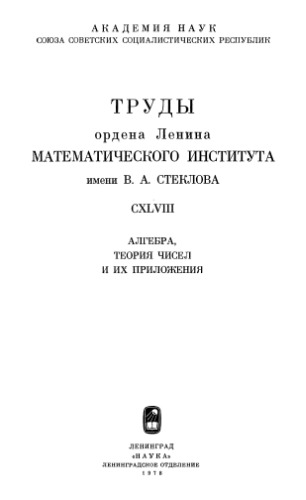 АКАДЕМИЯ НАУК
СОЮЗА СОВЕТСКИХ СОЦИАЛИСТИЧЕСКИХ РЕСПУБЛИК
ТРУДЫ
ордена Ленина
МАТЕМАТИЧЕСКОГО ИНСТИТУТА
имени В. А. СТЕКЛОВА
CXLVIII
АЛГЕБРА,
ТЕОРИЯ ЧИСЕЛ
И ИХ ПРИЛОЖЕНИЯ
ЛЕНИНГРАД
«НАУКА»
ЛЕНИНГРАДСКОЕ ОТДЕЛЕНИЕ
1978